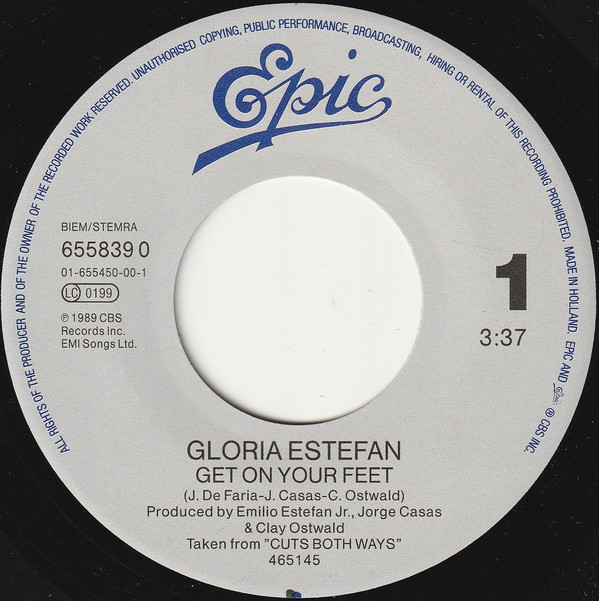 ALL RIGHTS OF THE PRODUCER AND OF THE OWNER OF THE RECORDED WORK RESERVED. UNAUTHORISED COPYING, PUBLIC PERFORMANCE, BROADCASTING, HIRING OR RENTAL OF THIS RECORDING PROHIBITED. MADE IN HOLLAND. EPIC AND Epic ® CBS INC.
Epic
BIEM/STEMRA
655839 0
01-655450-00-1
LC 0199
℗ 1989 CBS
Records Inc.
EMI Songs Ltd.
1
3:37
GLORIA ESTEFAN
GET ON YOUR FEET
(J. De Faria-J. Casas-C. Ostwald)
Produced by Emilio Estefan Jr., Jorge Casas
& Clay Ostwald
Taken from "CUTS BOTH WAYS"
465145